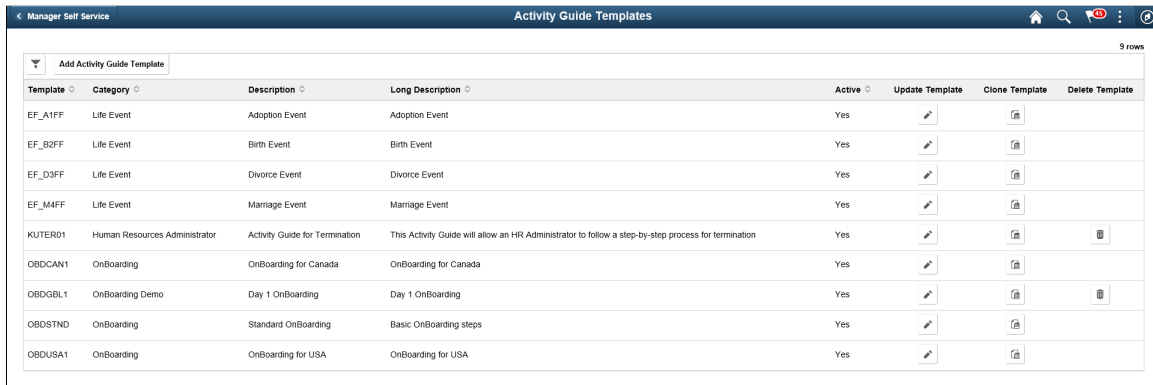 Manager Self Service Activity Guide Templates 45
9 rows
Add Activity Guide Template
Template Category Description Long Description Active Update Template Clone Template Delete Template
EF_A1FF Life Event Adoption Event Adoption Event Yes
EF_B2FF Life Event Birth Event Birth Event Yes
EF_D3FF Life Event Divorce Event Divorce Event Yes
EF_M4FF Life Event Marriage Event Marriage Event Yes
KUTER01 Human Resources Administrator Activity Guide for Termination This Activity Guide will allow an HR Administrator to follow a step-by-step process for termination Yes
OBDCAN1 OnBoarding OnBoarding for Canada OnBoarding for Canada Yes
OBDGBL1 OnBoarding Demo Day 1 OnBoarding Day 1 OnBoarding Yes
OBDSTND OnBoarding Standard OnBoarding Basic OnBoarding steps Yes
OBDUSA1 OnBoarding OnBoarding for USA OnBoarding for USA Yes